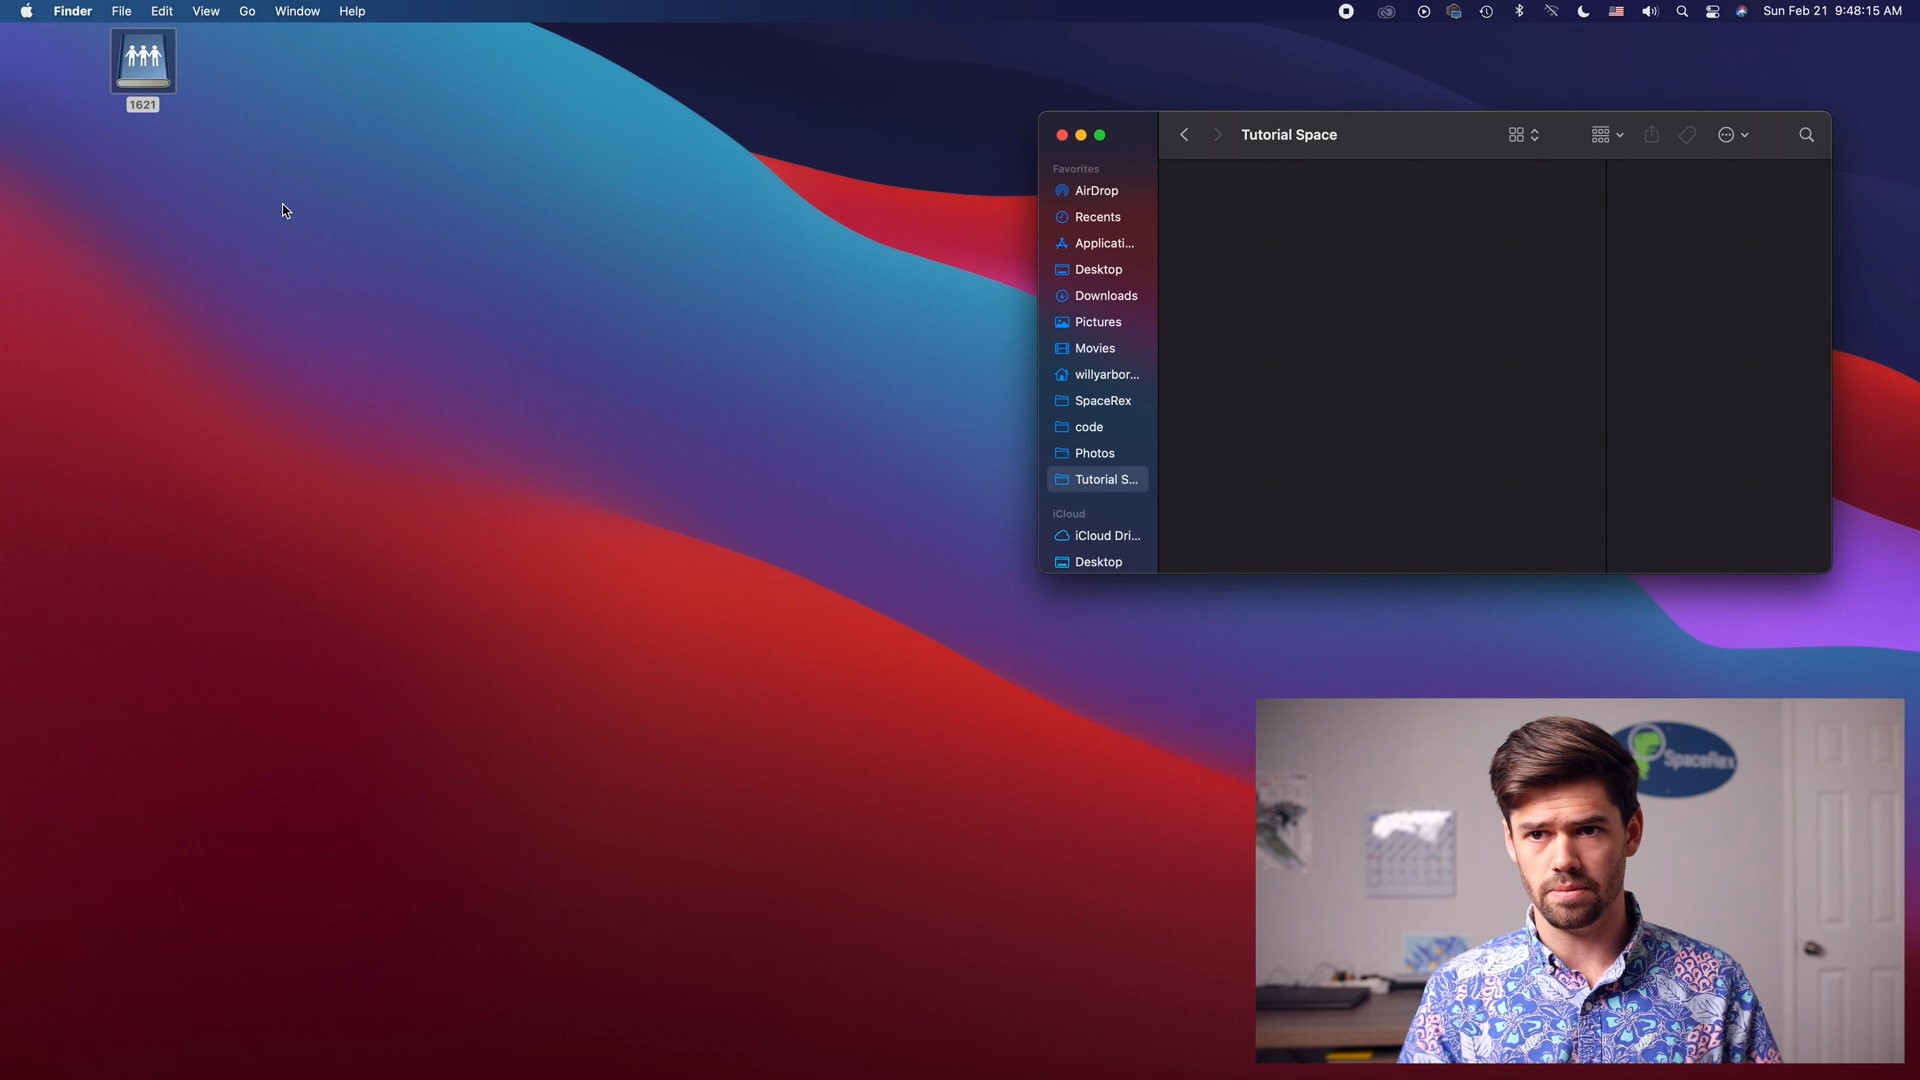 Finder File Edit View Go Window Help
Sun Feb 21 9:48:15 AM
1621
Tutorial Space
Favorites
AirDrop
Recents
Applicati...
Desktop
Downloads
Pictures
Movies
willyarbor...
SpaceRex
code
Photos
Tutorial S...
iCloud
iCloud Dri...
Desktop
SpaceRex